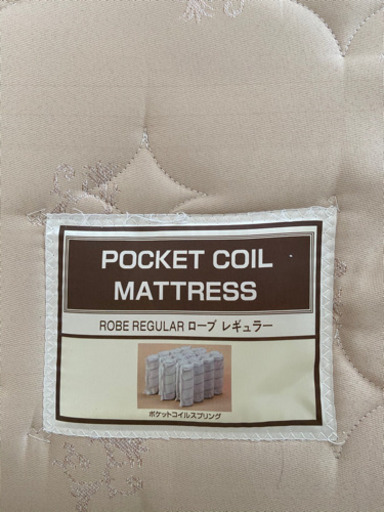 POCKET COIL
MATTRESS
ROBE REGULAR ローブ レギュラー
ポケットコイルスプリング